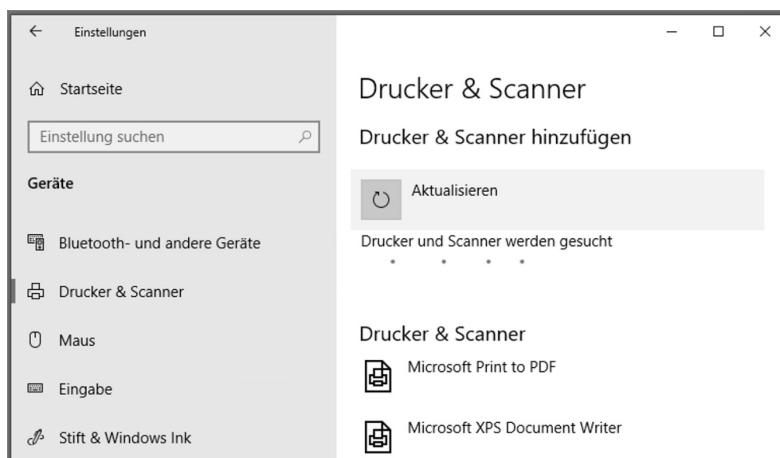 Einstellungen
Startseite
Einstellung suchen
Geräte
Bluetooth- und andere Geräte
Drucker & Scanner
Maus
Eingabe
Stift & Windows Ink
Drucker & Scanner
Drucker & Scanner hinzufügen
Aktualisieren
Drucker und Scanner werden gesucht
Drucker & Scanner
Microsoft Print to PDF
Microsoft XPS Document Writer